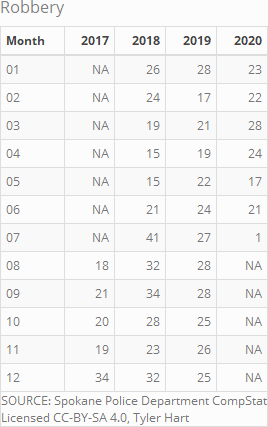 Robbery
Month 2017 2018 2019 2020
01 NA 26 28 23
02 NA 24 17 22
03 NA 19 21 28
04 NA 15 19 24
05 NA 15 22 17
06 NA 21 24 21
07 NA 41 27 1
08 18 32 28 NA
09 21 34 28 NA
10 20 28 25 NA
11 19 23 26 NA
12 34 32 25 NA
SOURCE: Spokane Police Department CompStat
Licensed CC-BY-SA 4.0, Tyler Hart